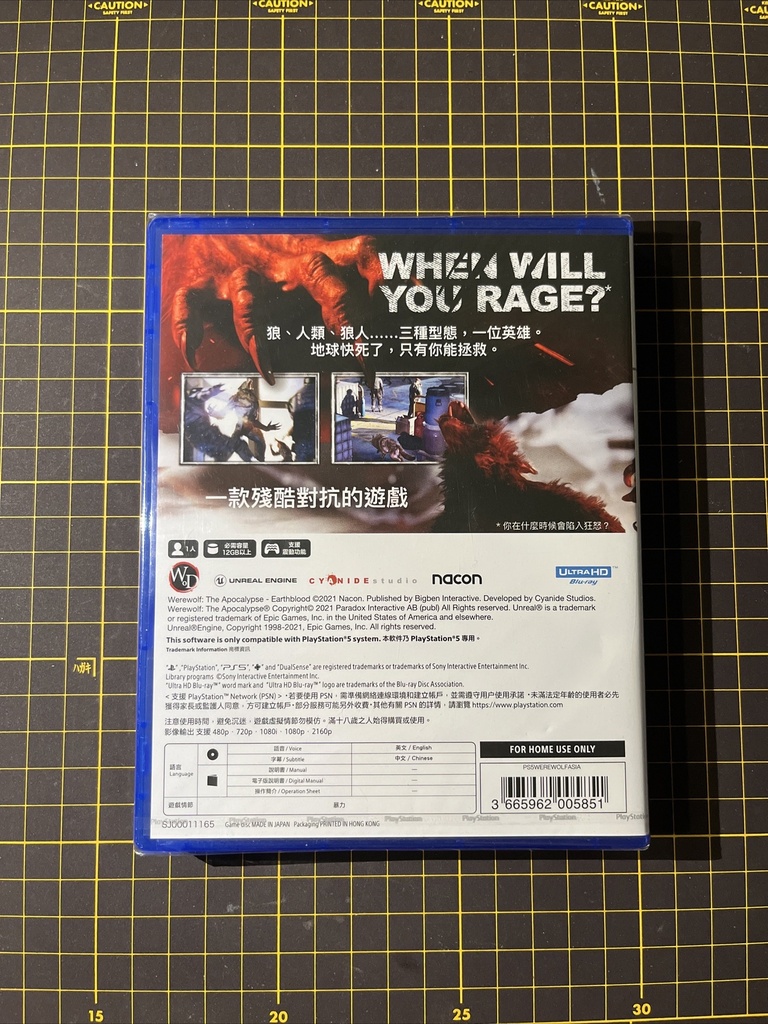 CAUTION
SAFETY FIRST
CAUTION
SAFETY FIRST
CAUTION
SAFETY FIRST
CAUTION
SAFETY FIRST
WHEN WILL
YOU RAGE?*
狼、人類、狼人......三種型態，一位英雄。
地球快死了，只有你能拯救。
一款殘酷對抗的遊戲
* 你在什麼時候會陷入狂怒？
1人
必需容量
12GB以上
支援
震動功能
WoD
UNREAL ENGINE
CYANIDE studio
nacon
ULTRA HD
Blu-ray
Werewolf: The Apocalypse - Earthblood ©2021 Nacon. Published by Bigben Interactive. Developed by Cyanide Studios.
Werewolf: The Apocalypse® Copyright© 2021 Paradox Interactive AB (pub) All Rights reserved. Unreal® is a trademark
or registered trademark of Epic Games, Inc. in the United States of America and elsewhere.
Unreal®Engine, Copyright 1998-2021, Epic Games, Inc. All rights reserved.
This software is only compatible with PlayStation®5 system. 本軟件乃 PlayStation®5 專用。
Trademark Information 商標資訊
"PlayStation", "PS5", and "DualSense" are registered trademarks or trademarks of Sony Interactive Entertainment Inc.
Library programs ©Sony Interactive Entertainment Inc.
"Ultra HD Blu-ray™" word mark and "Ultra HD Blu-ray™" logo are trademarks of the Blu-ray Disc Association.
< 支援 PlayStation™ Network (PSN) > •若要使用 PSN，需準備網絡連線環境和建立帳戶，並需遵守用戶使用承諾 •未滿法定年齡的使用者必先
獲得家長或監護人同意，方可建立帳戶•部分服務可能另外收費•其他有關 PSN 的詳情，請瀏覽 https://www.playstation.com
注意使用時間，避免沉迷，遊戲虛擬情節勿模仿。滿十八歲之人始得購買或使用。
影像輸出 支援 480p・720p・1080i・1080p・2160p
語言
Language
語音 / Voice
英文 / English
字幕 / Subtitle
中文 / Chinese
說明書 / Manual
—
電子版說明書 / Digital Manual
—
操作簡介 / Operation Sheet
—
遊戲情節
暴力
FOR HOME USE ONLY
PS5WEREWOLFASIA
3 665962 005851
SJ00011165 Game disc MADE IN JAPAN・Packaging PRINTED IN HONG KONG
PlayStation PlayStation PlayStation PlayStation PlayStation
15
20
25
30